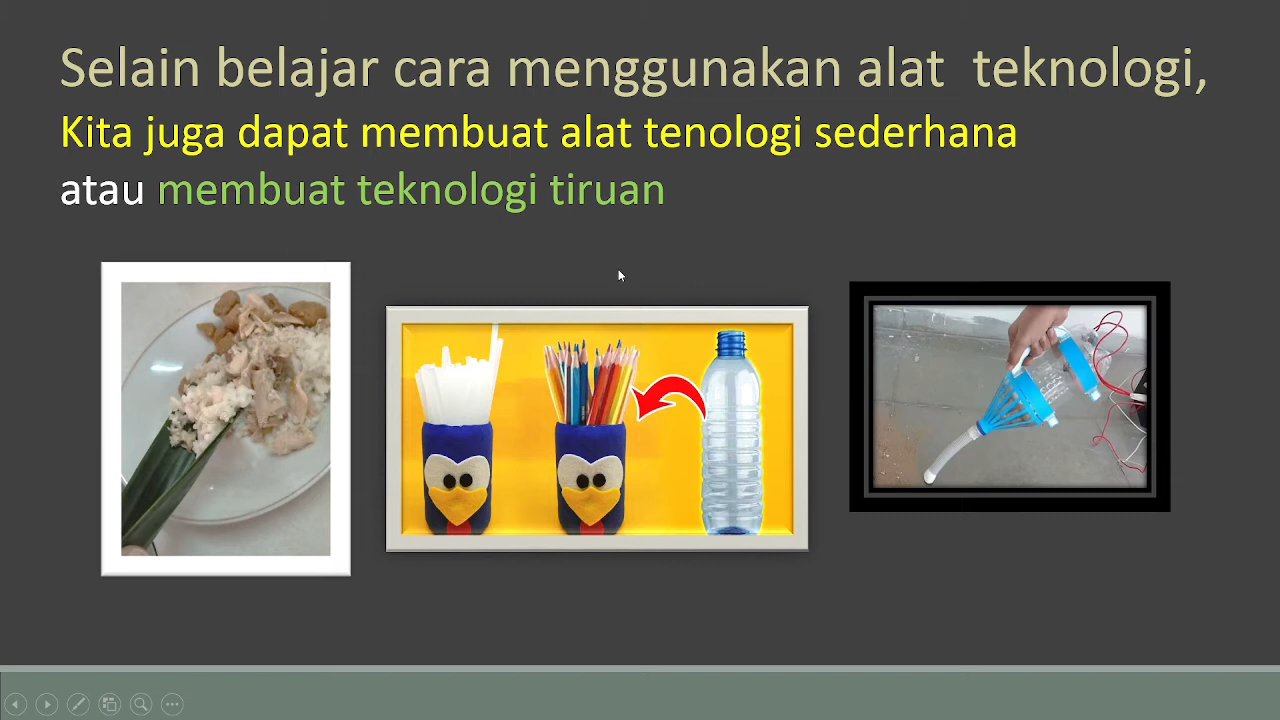 Selain belajar cara menggunakan alat  teknologi,
Kita juga dapat membuat alat tenologi sederhana
atau membuat teknologi tiruan